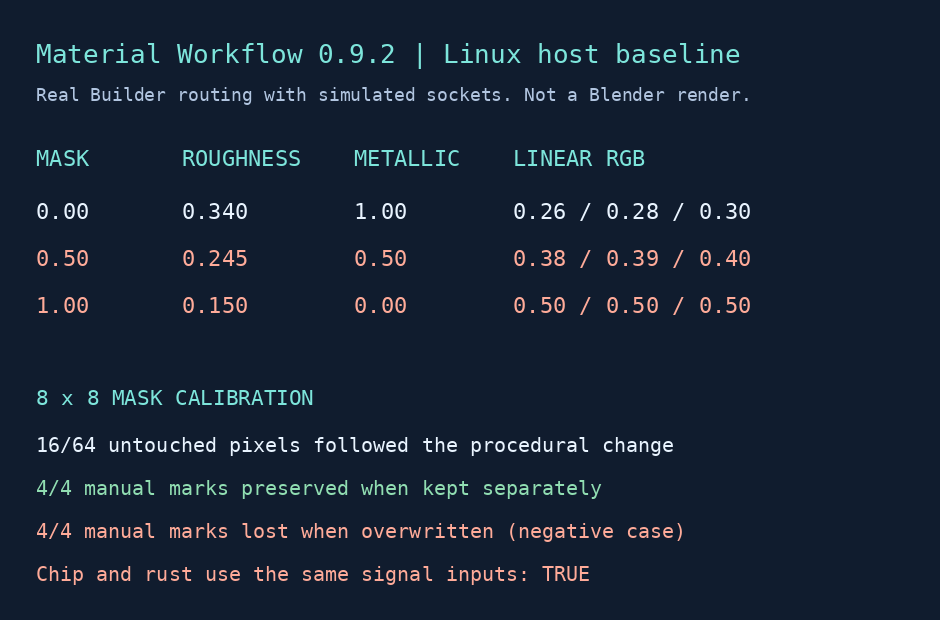 Material Workflow 0.9.2 | Linux host baseline
Real Builder routing with simulated sockets. Not a Blender render.
MASK ROUGHNESS METALLIC LINEAR RGB
0.00 0.340 1.00 0.26 / 0.28 / 0.30
0.50 0.245 0.50 0.38 / 0.39 / 0.40
1.00 0.150 0.00 0.50 / 0.50 / 0.50
8 x 8 MASK CALIBRATION
16/64 untouched pixels followed the procedural change
4/4 manual marks preserved when kept separately
4/4 manual marks lost when overwritten (negative case)
Chip and rust use the same signal inputs: TRUE